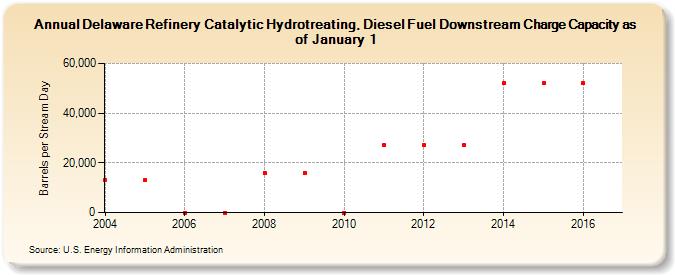 Annual Delaware Refinery Catalytic Hydrotreating, Diesel Fuel Downstream Charge Capacity as
of January 1
Barrels per Stream Day
60,000
40,000
20,000
0
2004 2006 2008 2010 2012 2014 2016
Source: U.S. Energy Information Administration